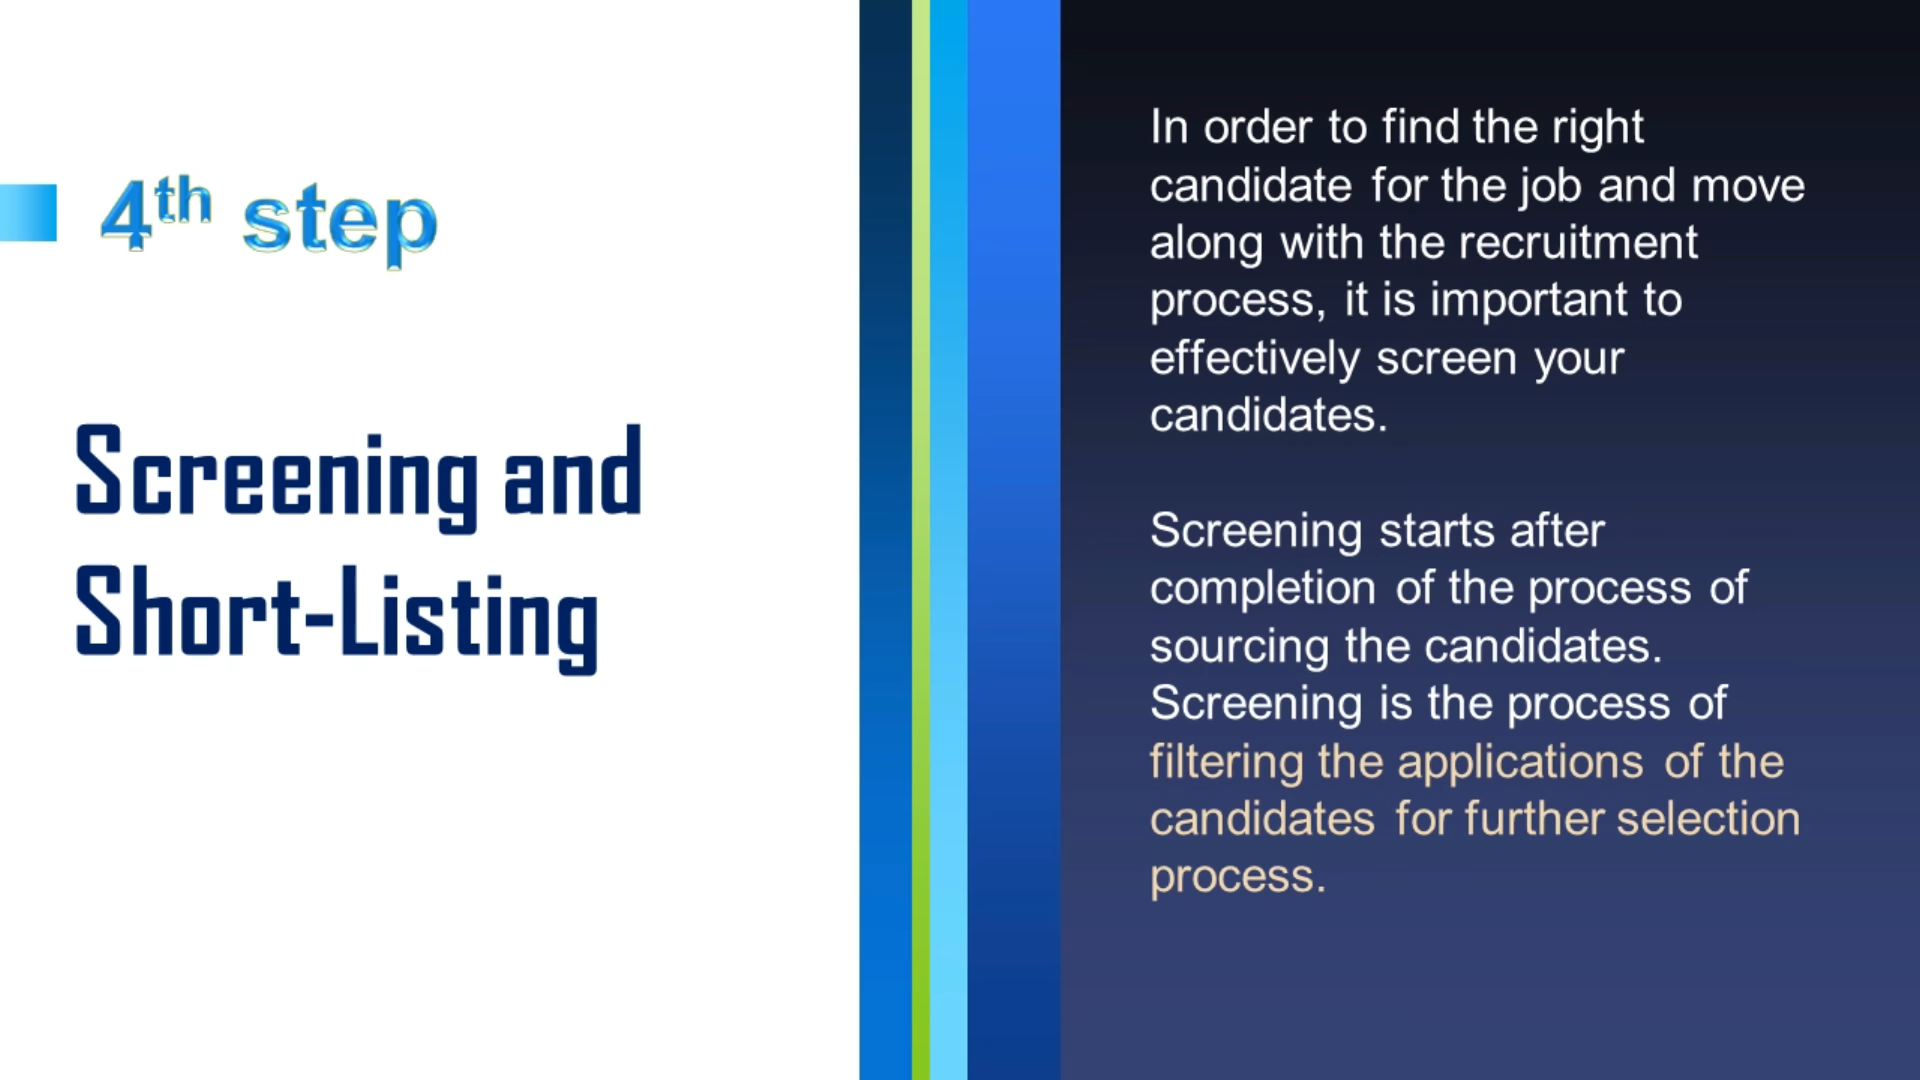 4th step
Screening and
Short-Listing
In order to find the right
candidate for the job and move
along with the recruitment
process, it is important to
effectively screen your
candidates.
Screening starts after
completion of the process of
sourcing the candidates.
Screening is the process of
filtering the applications of the
candidates for further selection
process.